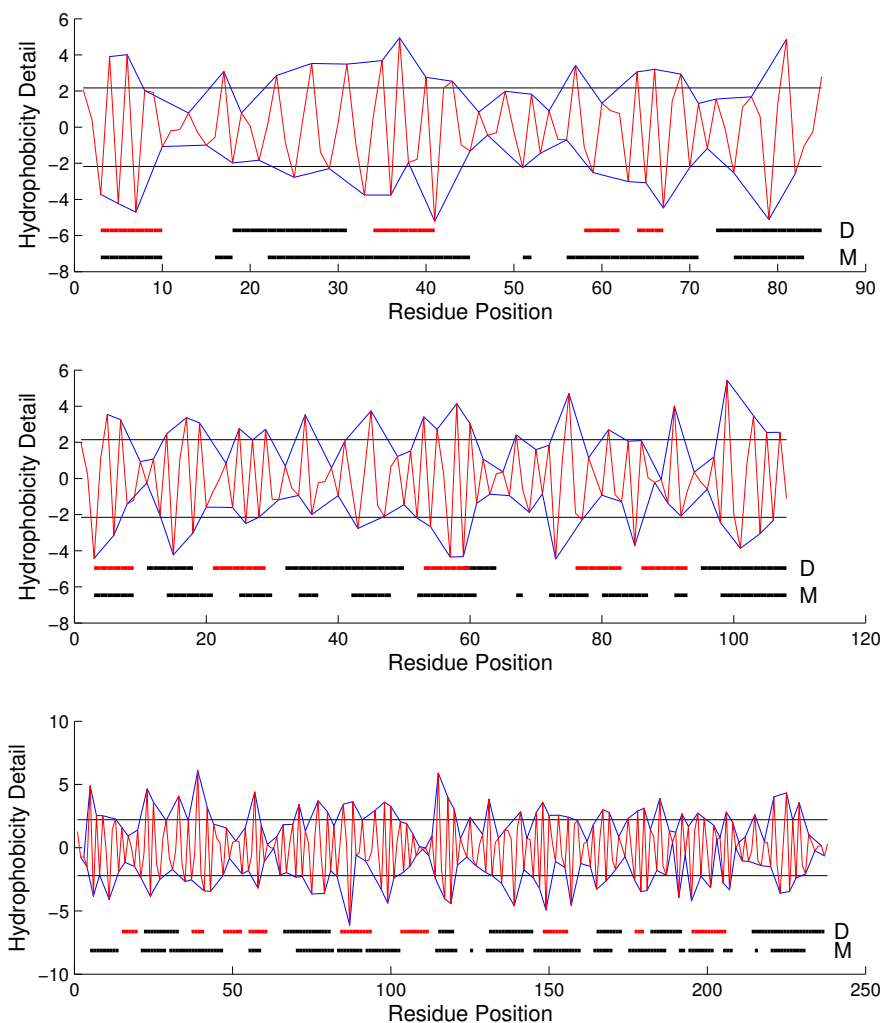 6
4
2
0
−2
−4
−6
−8
Hydrophobicity Detail
D
M
0 10 20 30 40 50 60 70 80 90
Residue Position
8
6
4
2
0
−2
−4
−6
−8
Hydrophobicity Detail
D
M
0 20 40 60 80 100 120
Residue Position
10
5
0
−5
−10
Hydrophobicity Detail
D
M
0 50 100 150 200 250
Residue Position